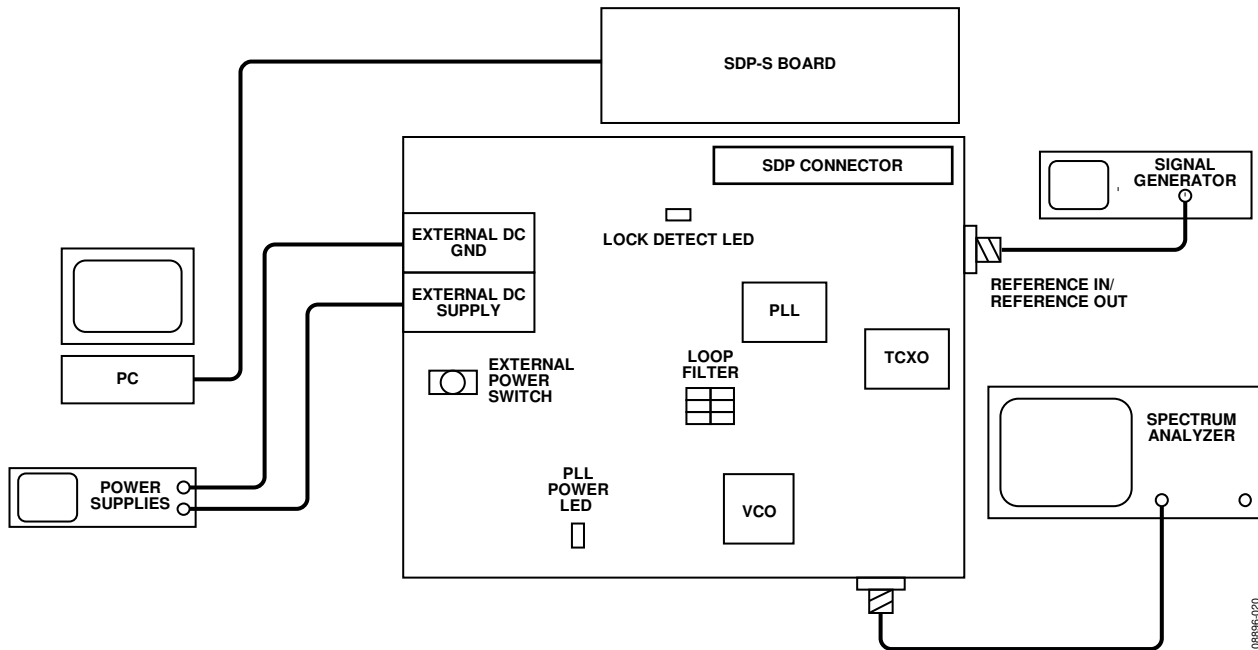 SDP-S BOARD
SDP CONNECTOR
SIGNAL
GENERATOR
EXTERNAL DC
GND
LOCK DETECT LED
EXTERNAL DC
SUPPLY
REFERENCE IN/
REFERENCE OUT
PLL
TCXO
PC
EXTERNAL
POWER
SWITCH
LOOP
FILTER
SPECTRUM
ANALYZER
POWER
SUPPLIES
PLL
POWER
LED
VCO
08896-020